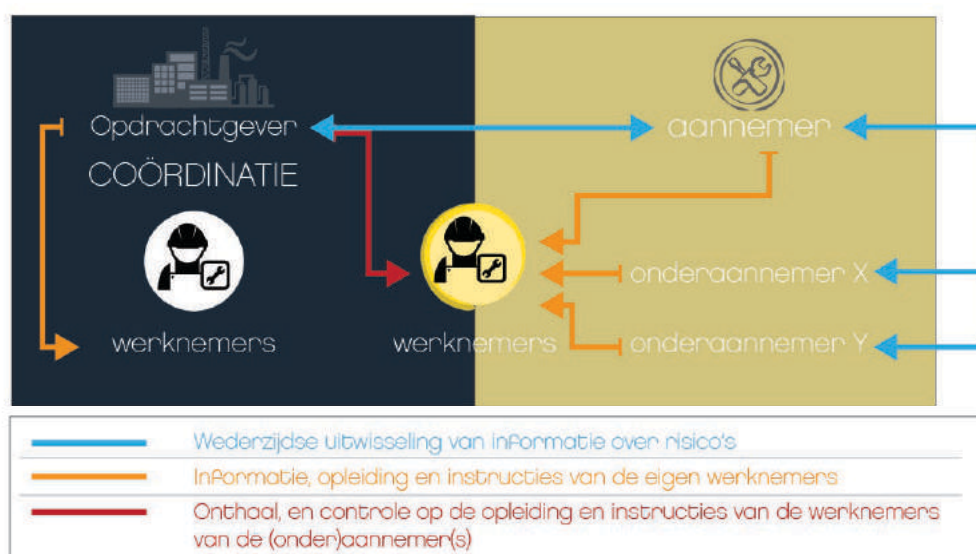 Opdrachtgever
aannemer
COÖRDINATIE
onderaannemer X
werknemers
werknemers
onderaannemer Y
Wederzijdse uitwisseling van informatie over risico's
Informatie, opleiding en instructies van de eigen werknemers
Onthaal, en controle op de opleiding en instructies van de werknemers
van de (onder)aannemer(s)